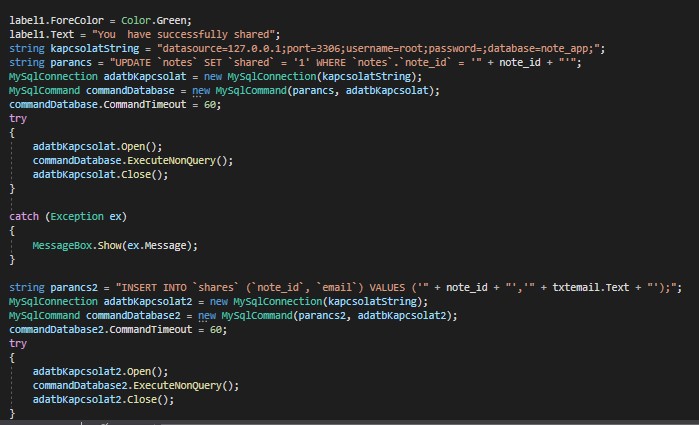 label1.ForeColor = Color.Green;
label1.Text = "You  have successfully shared";
string kapcsolatString = "datasource=127.0.0.1;port=3306;username=root;password=;database=note_app;";
string parancs = "UPDATE `notes` SET `shared` = '1' WHERE `notes`.`note_id` = '" + note_id + "'";
MySqlConnection adatbKapcsolat = new MySqlConnection(kapcsolatString);
MySqlCommand commandDatabase = new MySqlCommand(parancs, adatbKapcsolat);
commandDatabase.CommandTimeout = 60;
try
{
    adatbKapcsolat.Open();
    commandDatabase.ExecuteNonQuery();
    adatbKapcsolat.Close();
}
catch (Exception ex)
{
    MessageBox.Show(ex.Message);
}
string parancs2 = "INSERT INTO `shares` (`note_id`, `email`) VALUES ('" + note_id + "','" + txtemail.Text + "');";
MySqlConnection adatbKapcsolat2 = new MySqlConnection(kapcsolatString);
MySqlCommand commandDatabase2 = new MySqlCommand(parancs2, adatbKapcsolat2);
commandDatabase2.CommandTimeout = 60;
try
{
    adatbKapcsolat2.Open();
    commandDatabase2.ExecuteNonQuery();
    adatbKapcsolat2.Close();
}